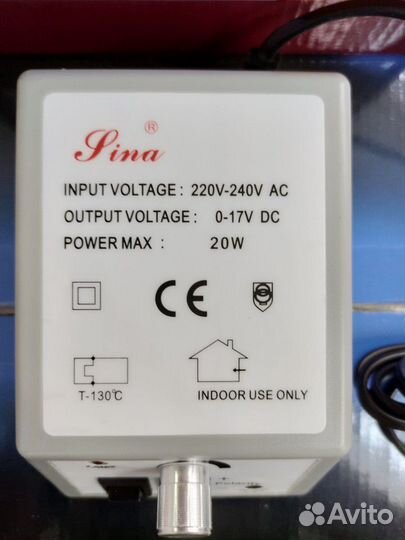 Sina ®
INPUT VOLTAGE : 220V-240V AC
OUTPUT VOLTAGE : 0-17V DC
POWER MAX : 20W
CE
T-130°C
INDOOR USE ONLY
+
Avito